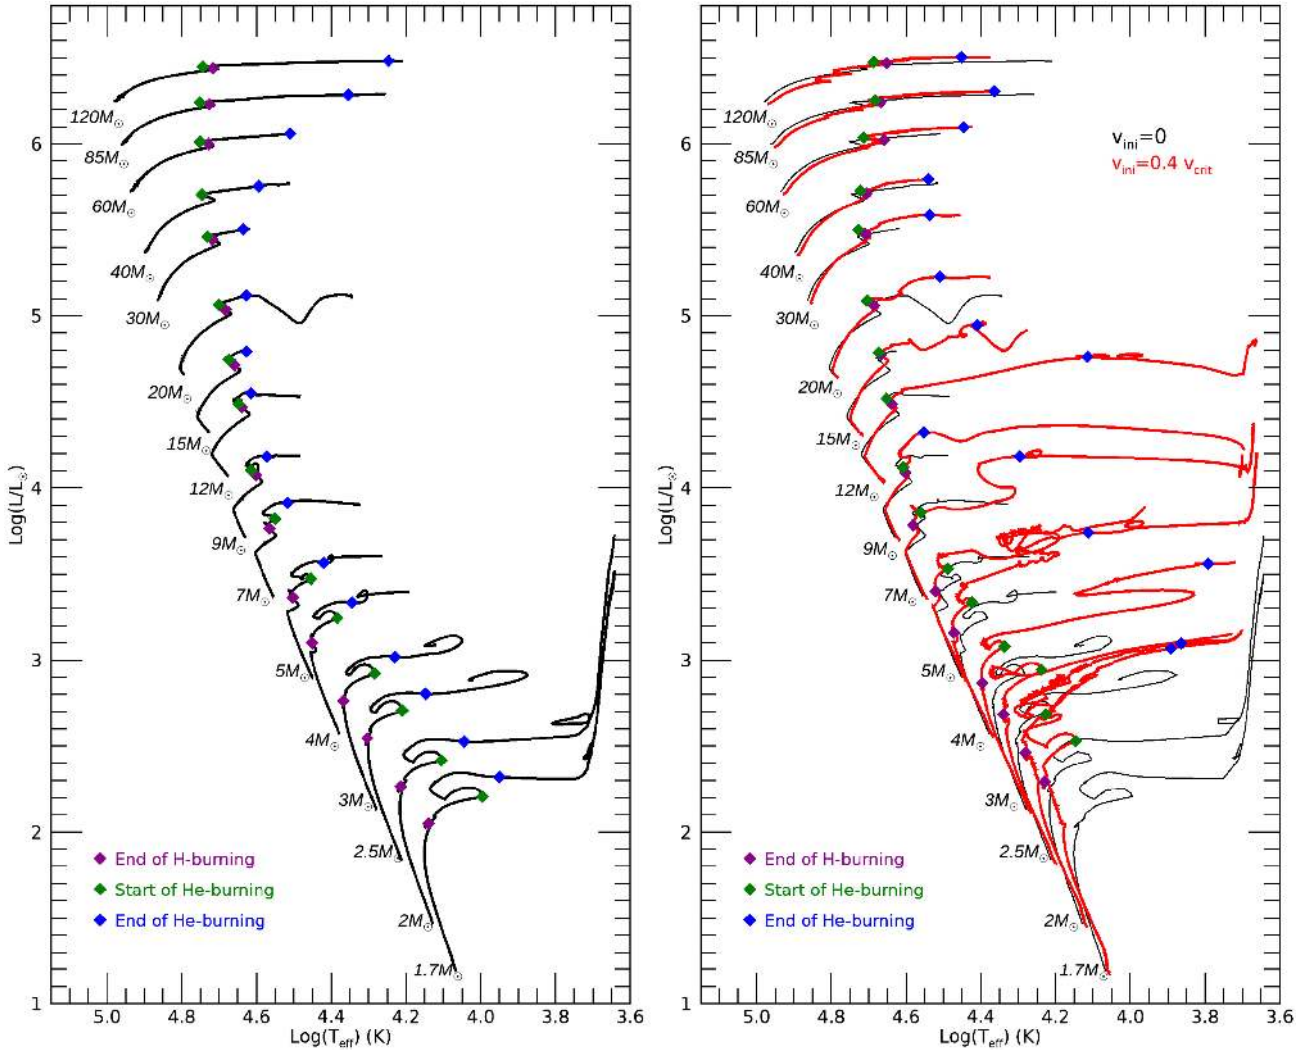 6
5
4
3
2
1
Log(L/L☉)
120M☉
85M☉
60M☉
40M☉
30M☉
20M☉
15M☉
12M☉
9M☉
7M☉
5M☉
4M☉
3M☉
2.5M☉
2M☉
1.7M☉
End of H-burning
Start of He-burning
End of He-burning
5.0 4.8 4.6 4.4 4.2 4.0 3.8 3.6
Log(Teff) (K)
6
5
4
3
2
1
Log(L/L☉)
vini=0
vini=0.4 vcrit
120M☉
85M☉
60M☉
40M☉
30M☉
20M☉
15M☉
12M☉
9M☉
7M☉
5M☉
4M☉
3M☉
2.5M☉
2M☉
1.7M☉
End of H-burning
Start of He-burning
End of He-burning
5.0 4.8 4.6 4.4 4.2 4.0 3.8 3.6
Log(Teff) (K)